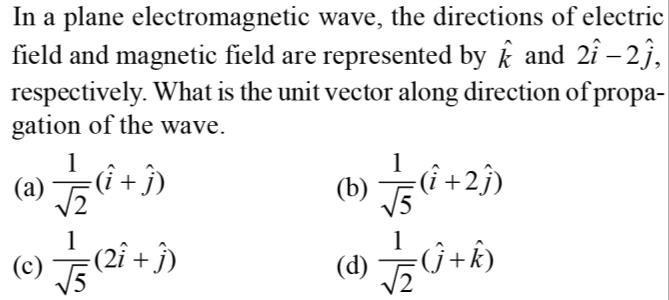 In a plane electromagnetic wave, the directions of electric
field and magnetic field are represented by k̂ and 2î – 2ĵ,
respectively. What is the unit vector along direction of propa-
gation of the wave.
(a) 1/√2 (î + ĵ) (b) 1/√5 (î + 2ĵ)
(c) 1/√5 (2î + ĵ) (d) 1/√2 (ĵ + k̂)